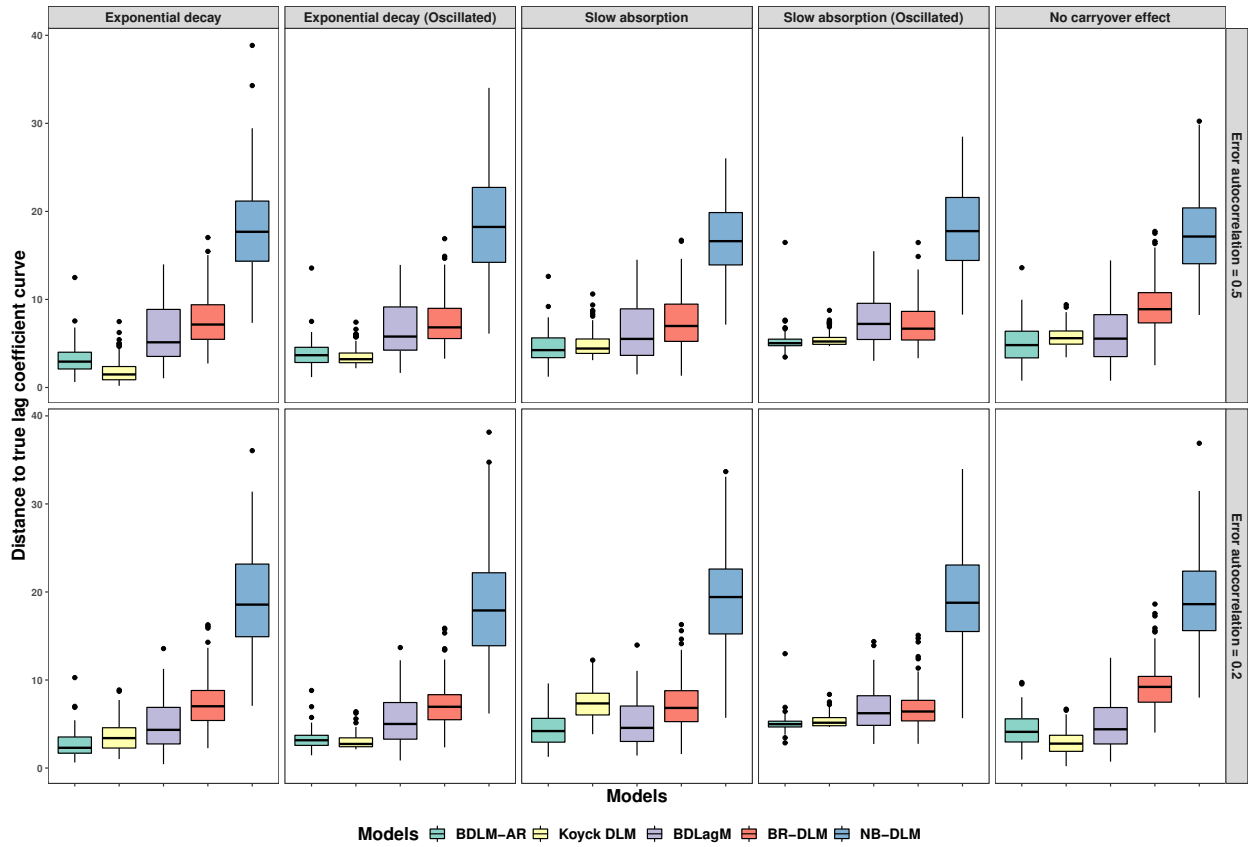 Exponential decay
Exponential decay (Oscillated)
Slow absorption
Slow absorption (Oscillated)
No carryover effect
Distance to true lag coefficient curve
40
30
20
10
0
Error autocorrelation = 0.5
40
30
20
10
0
Error autocorrelation = 0.2
Models
Models BDLM−AR Koyck DLM BDLagM BR−DLM NB−DLM